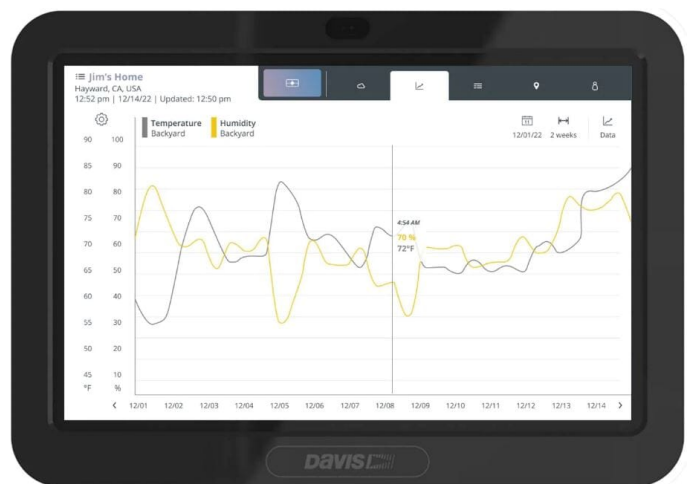 Jim's Home
Hayward, CA, USA
12:52 pm | 12/14/22 | Updated: 12:50 pm
Temperature
Backyard
Humidity
Backyard
11
12/01/22
2 weeks
Data
90 100
85 90
80 80
75 70
70 60
65 50
60 40
55 30
50 20
45 10
°F %
4:54 AM
70 %
72°F
12/01 12/02 12/03 12/04 12/05 12/06 12/07 12/08 12/09 12/10 12/11 12/12 12/13 12/14
DAVIS